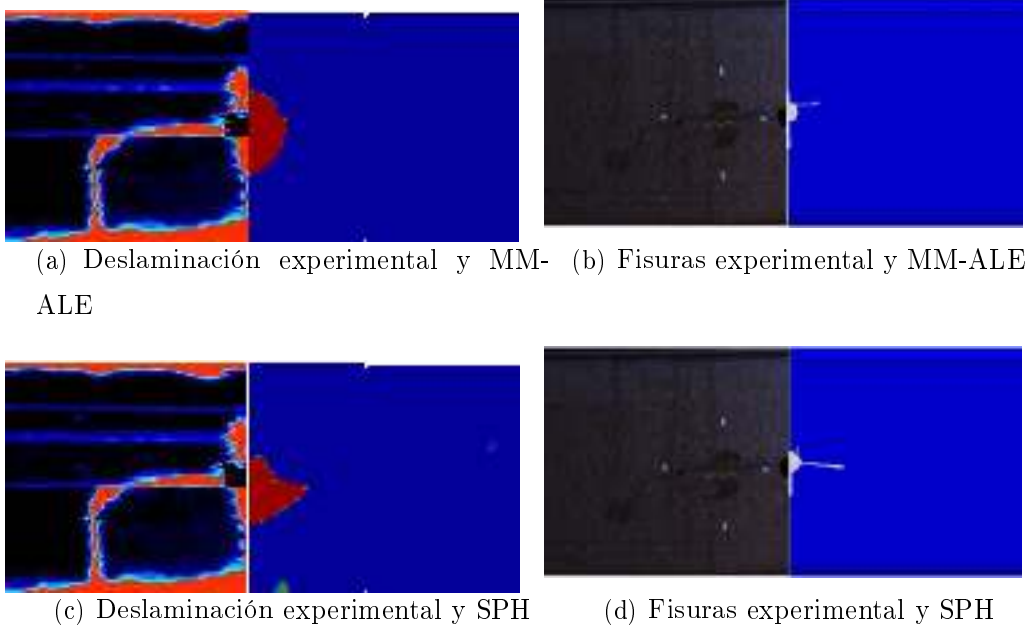 (a) Deslaminación experimental y MM-
ALE
(b) Fisuras experimental y MM-ALE
(c) Deslaminación experimental y SPH
(d) Fisuras experimental y SPH